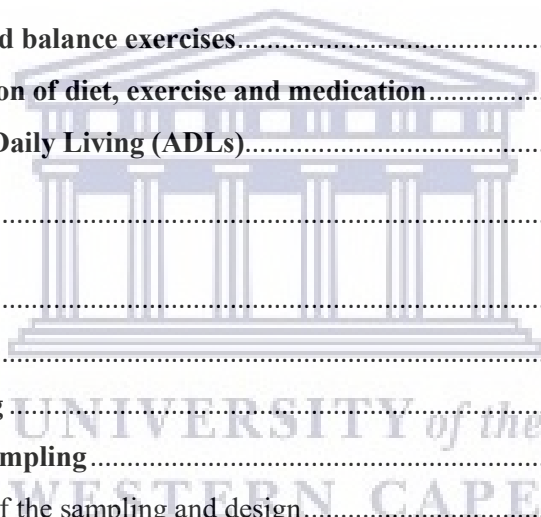 d balance exercises
on of diet, exercise and medication
Daily Living (ADLs)
g
UNIVERSITY of the
mpling
WESTERN CAPE
f the sampling and design